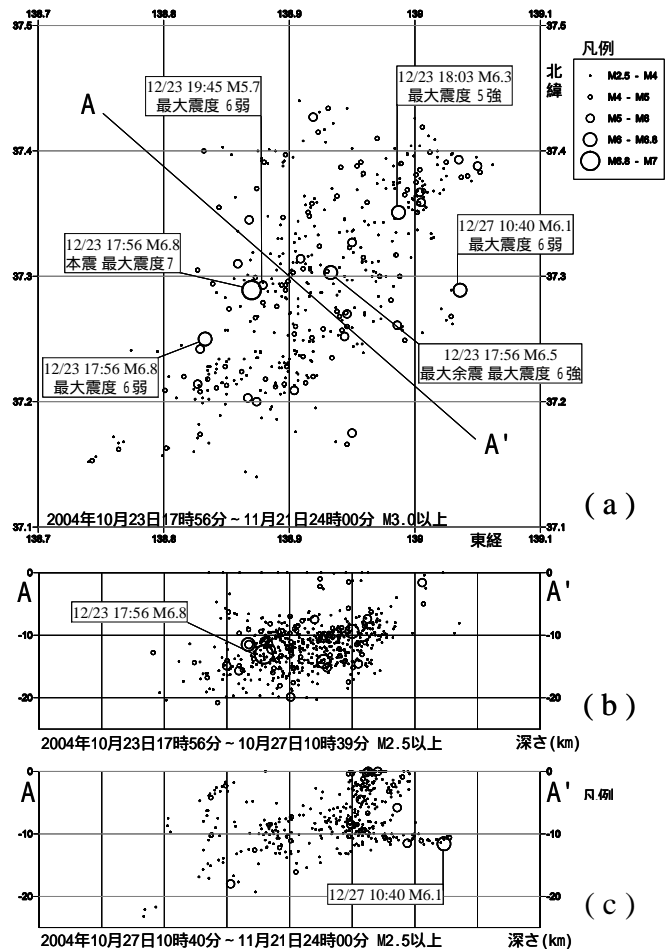 138.7
138.8
138.9
139
139.1
37.5
37.5
凡例
M2.5 - M4
M4 - M5
M5 - M6
M6 - M6.8
M6.8 - M7
北緯
12/23 19:45 M5.7
最大震度 6弱
12/23 18:03 M6.3
最大震度 5強
A
37.4
37.4
12/23 17:56 M6.8
本震 最大震度7
12/27 10:40 M6.1
最大震度 6弱
37.3
37.3
12/23 17:56 M6.8
最大震度 6弱
12/23 17:56 M6.5
最大余震 最大震度 6強
37.2
37.2
A'
(a)
2004年10月23日17時56分~11月21日24時00分 M3.0以上
37.1
37.1
138.7
138.8
138.9
139
139.1
東経
0
A
A'
0
12/23 17:56 M6.8
-10
-10
-20
-20
(b)
2004年10月23日17時56分~10月27日10時39分 M2.5以上
深さ(km)
0
A
A'
0
凡例
-10
-10
12/27 10:40 M6.1
-20
-20
(c)
2004年10月27日10時40分~11月21日24時00分 M2.5以上
深さ(km)